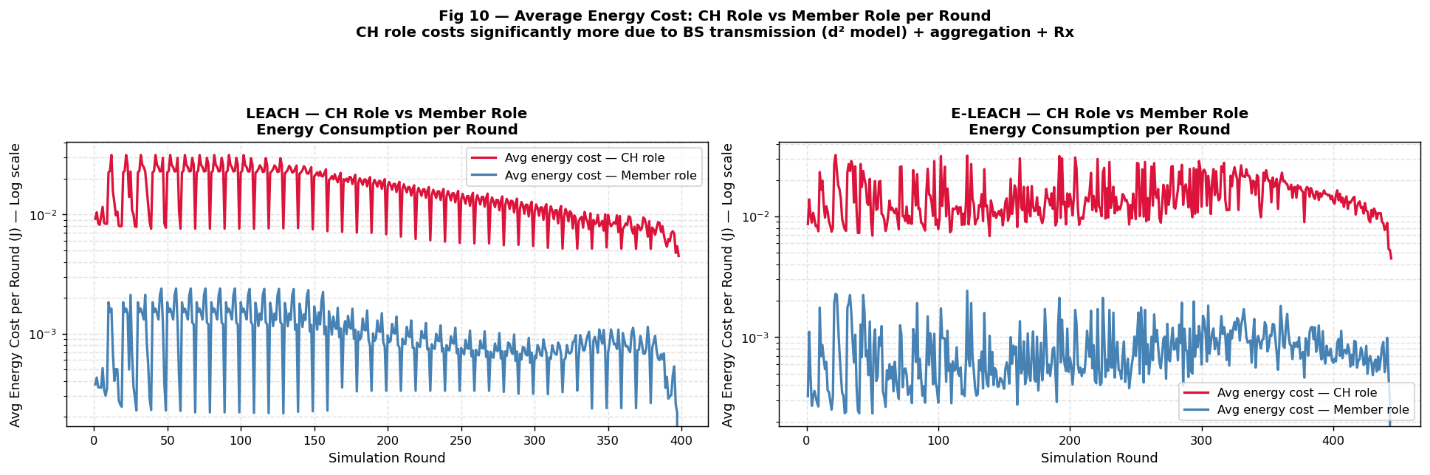 Fig 10 — Average Energy Cost: CH Role vs Member Role per Round
CH role costs significantly more due to BS transmission (d² model) + aggregation + Rx
LEACH — CH Role vs Member Role
Energy Consumption per Round
Avg Energy Cost per Round (J) — Log scale
10⁻²
10⁻³
Avg energy cost — CH role
Avg energy cost — Member role
0 50 100 150 200 250 300 350 400
Simulation Round
E-LEACH — CH Role vs Member Role
Energy Consumption per Round
Avg Energy Cost per Round (J) — Log scale
10⁻²
10⁻³
Avg energy cost — CH role
Avg energy cost — Member role
0 100 200 300 400
Simulation Round